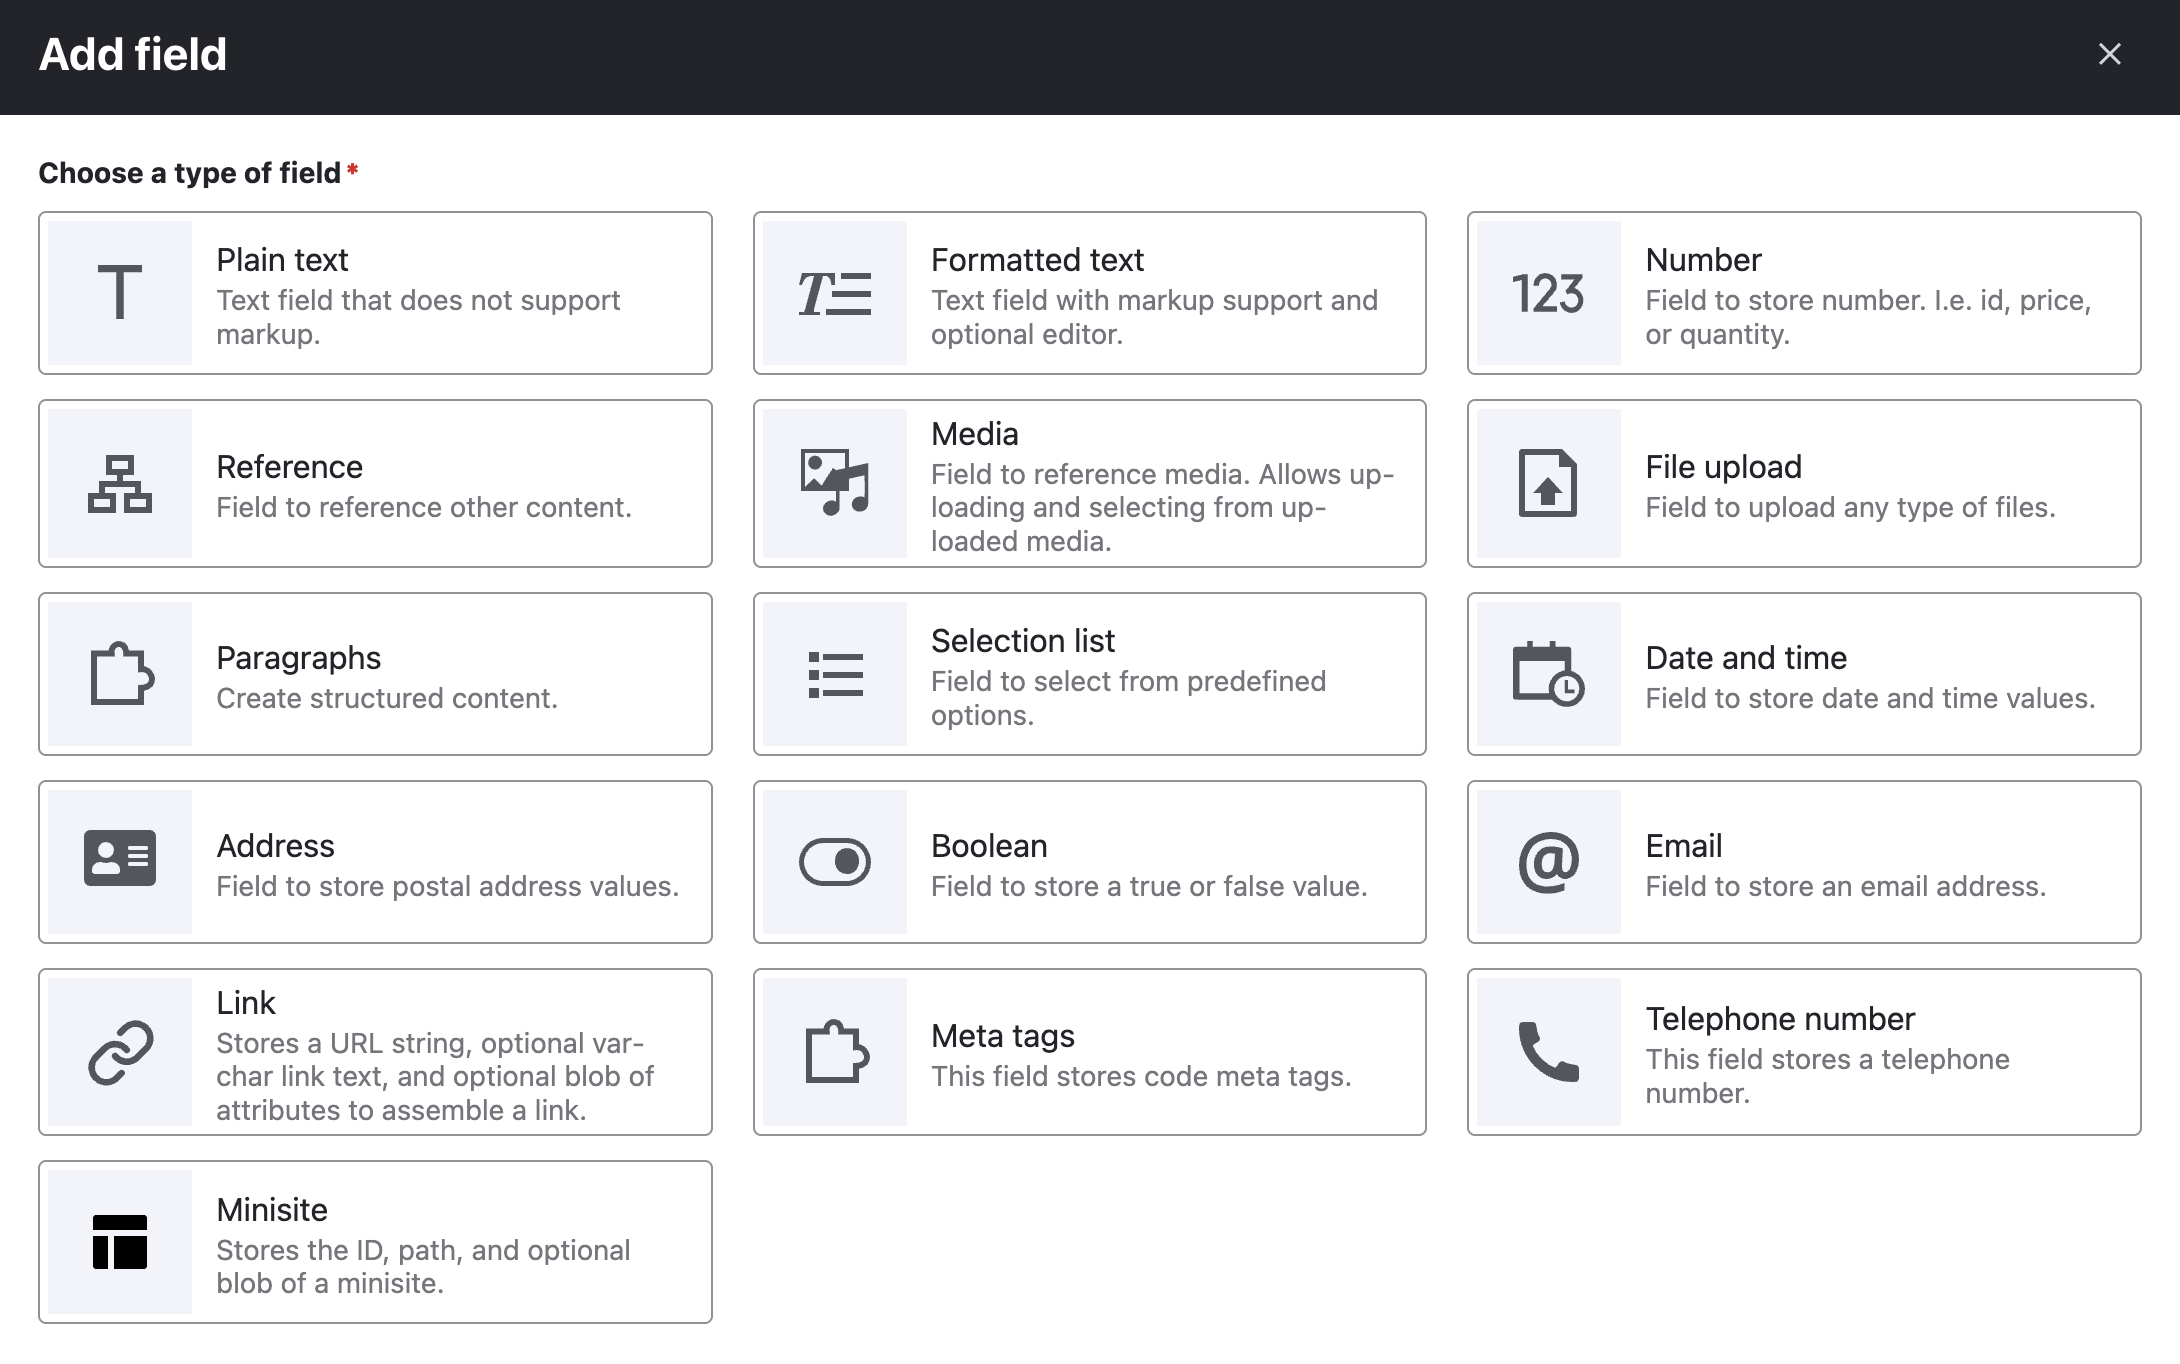 Add field
Choose a type of field*
T
Plain text
Text field that does not support
markup.
T
Formatted text
Text field with markup support and
optional editor.
123
Number
Field to store number. I.e. id, price,
or quantity.
Reference
Field to reference other content.
Media
Field to reference media. Allows up-
loading and selecting from up-
loaded media.
File upload
Field to upload any type of files.
Paragraphs
Create structured content.
Selection list
Field to select from predefined
options.
Date and time
Field to store date and time values.
Address
Field to store postal address values.
Boolean
Field to store a true or false value.
@
Email
Field to store an email address.
Link
Stores a URL string, optional var-
char link text, and optional blob of
attributes to assemble a link.
Meta tags
This field stores code meta tags.
Telephone number
This field stores a telephone
number.
Minisite
Stores the ID, path, and optional
blob of a minisite.